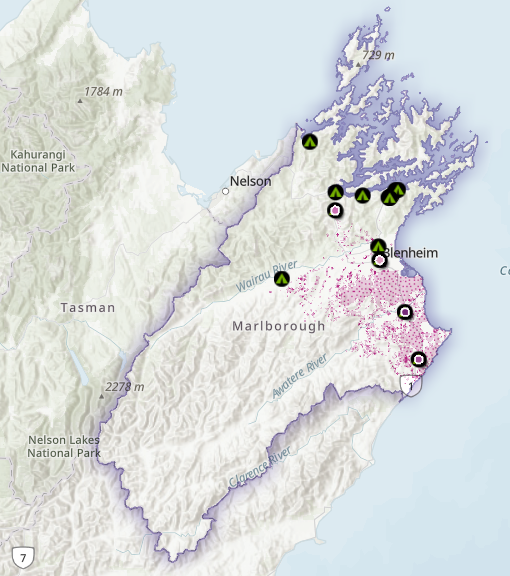 729 m
1784 m
Kahurangi
National Park
Nelson
Blenheim
Wairau River
Tasman
Marlborough
Awatere River
2278 m
1
Nelson Lakes
National Park
Clarence River
7